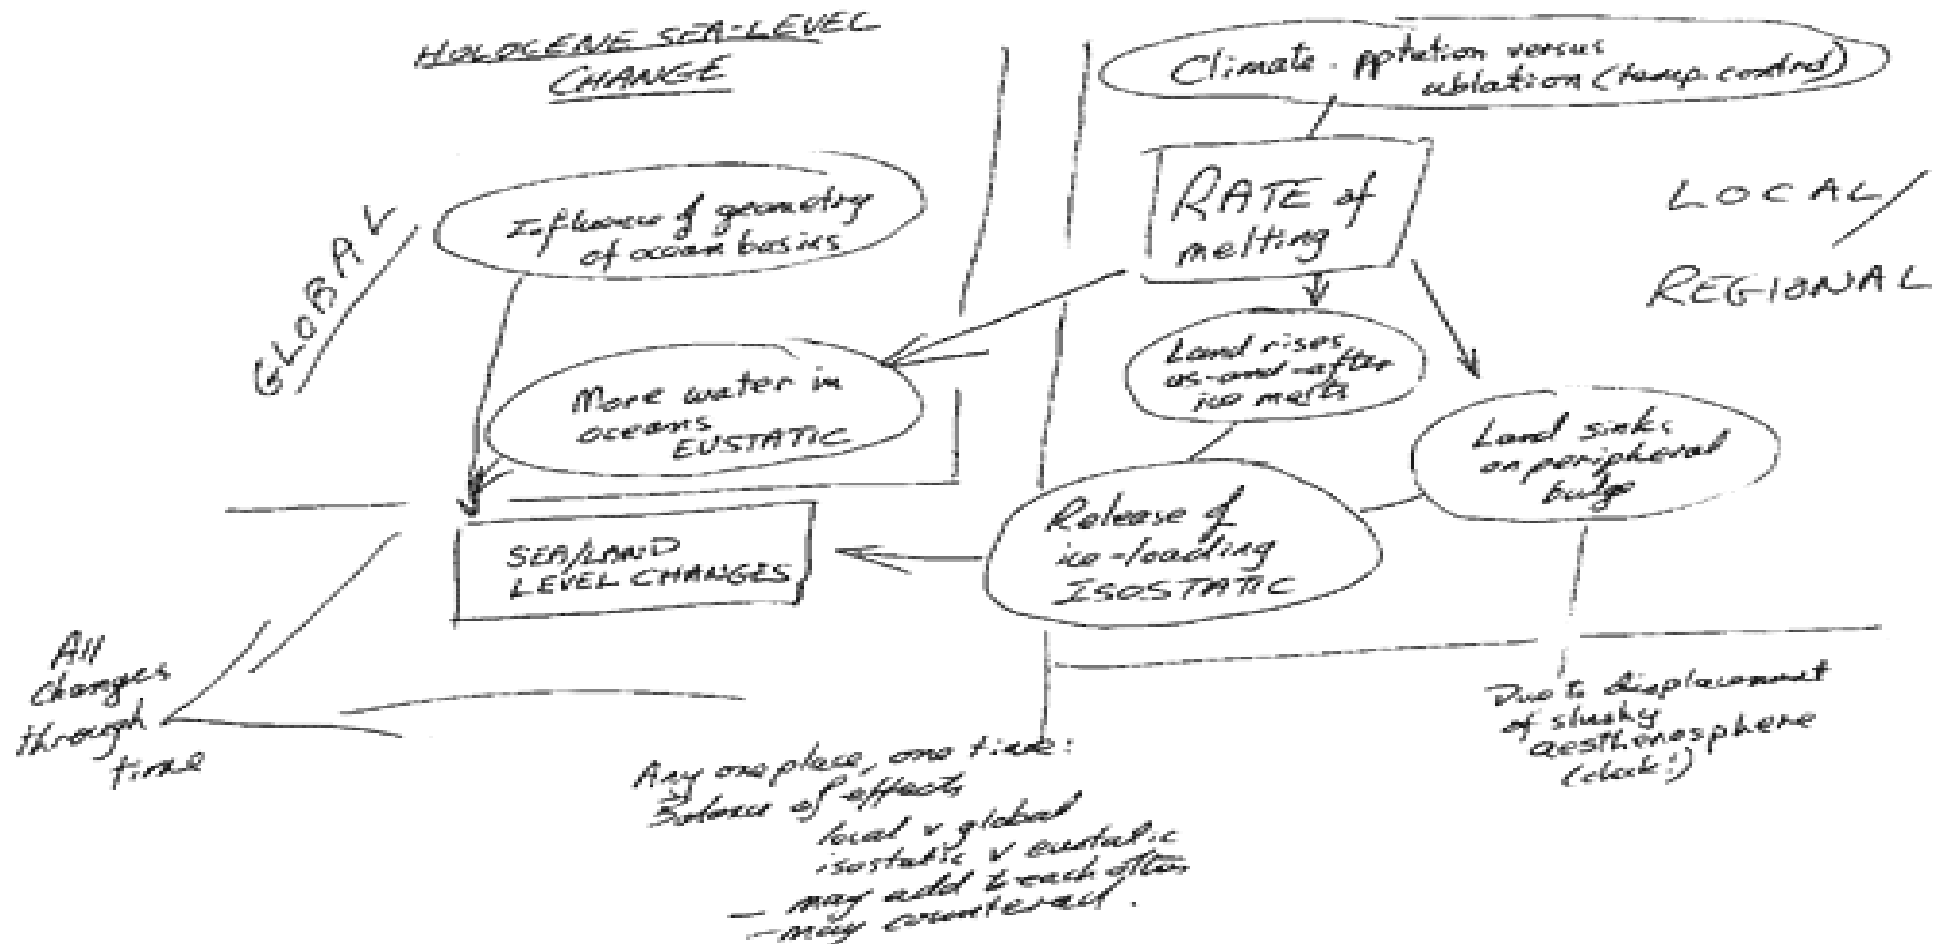 HOLOCENE SEA-LEVEL
CHANGE
Climate - pptation versus
ablation (temp. control)
GLOBAL
Influence of geometry
of ocean basins
RATE of
melting
LOCAL/
REGIONAL
More water in
oceans
EUSTATIC
Land rises
as-and-after
ice melts
Land sinks
on peripheral
bulge
SEA/LAND
LEVEL CHANGES
Release of
ice-loading
ISOSTATIC
All
changes
through
time
Due to displacement
of slushy
aesthenosphere
(check!)
Any one place, one time:
Balance of effects
local v global
isostatic v eustatic
- may add to each other
- may counteract.